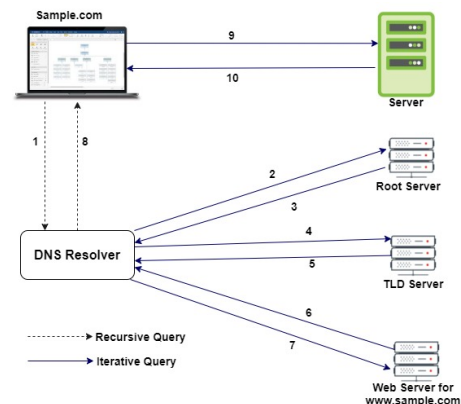 Sample.com
9
10
Server
1
8
2
Root Server
3
4
DNS Resolver
5
TLD Server
6
Recursive Query
7
Iterative Query
Web Server for
www.sample.com